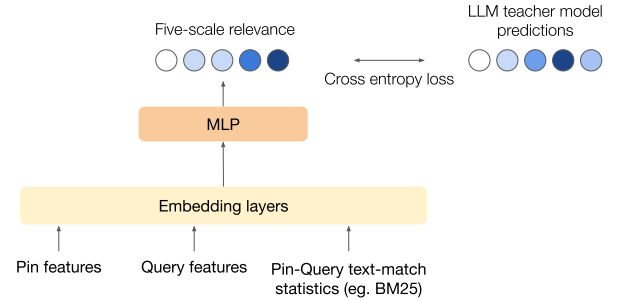 Five-scale relevance
LLM teacher model
predictions
Cross entropy loss
MLP
Embedding layers
Pin features
Query features
Pin-Query text-match
statistics (eg. BM25)